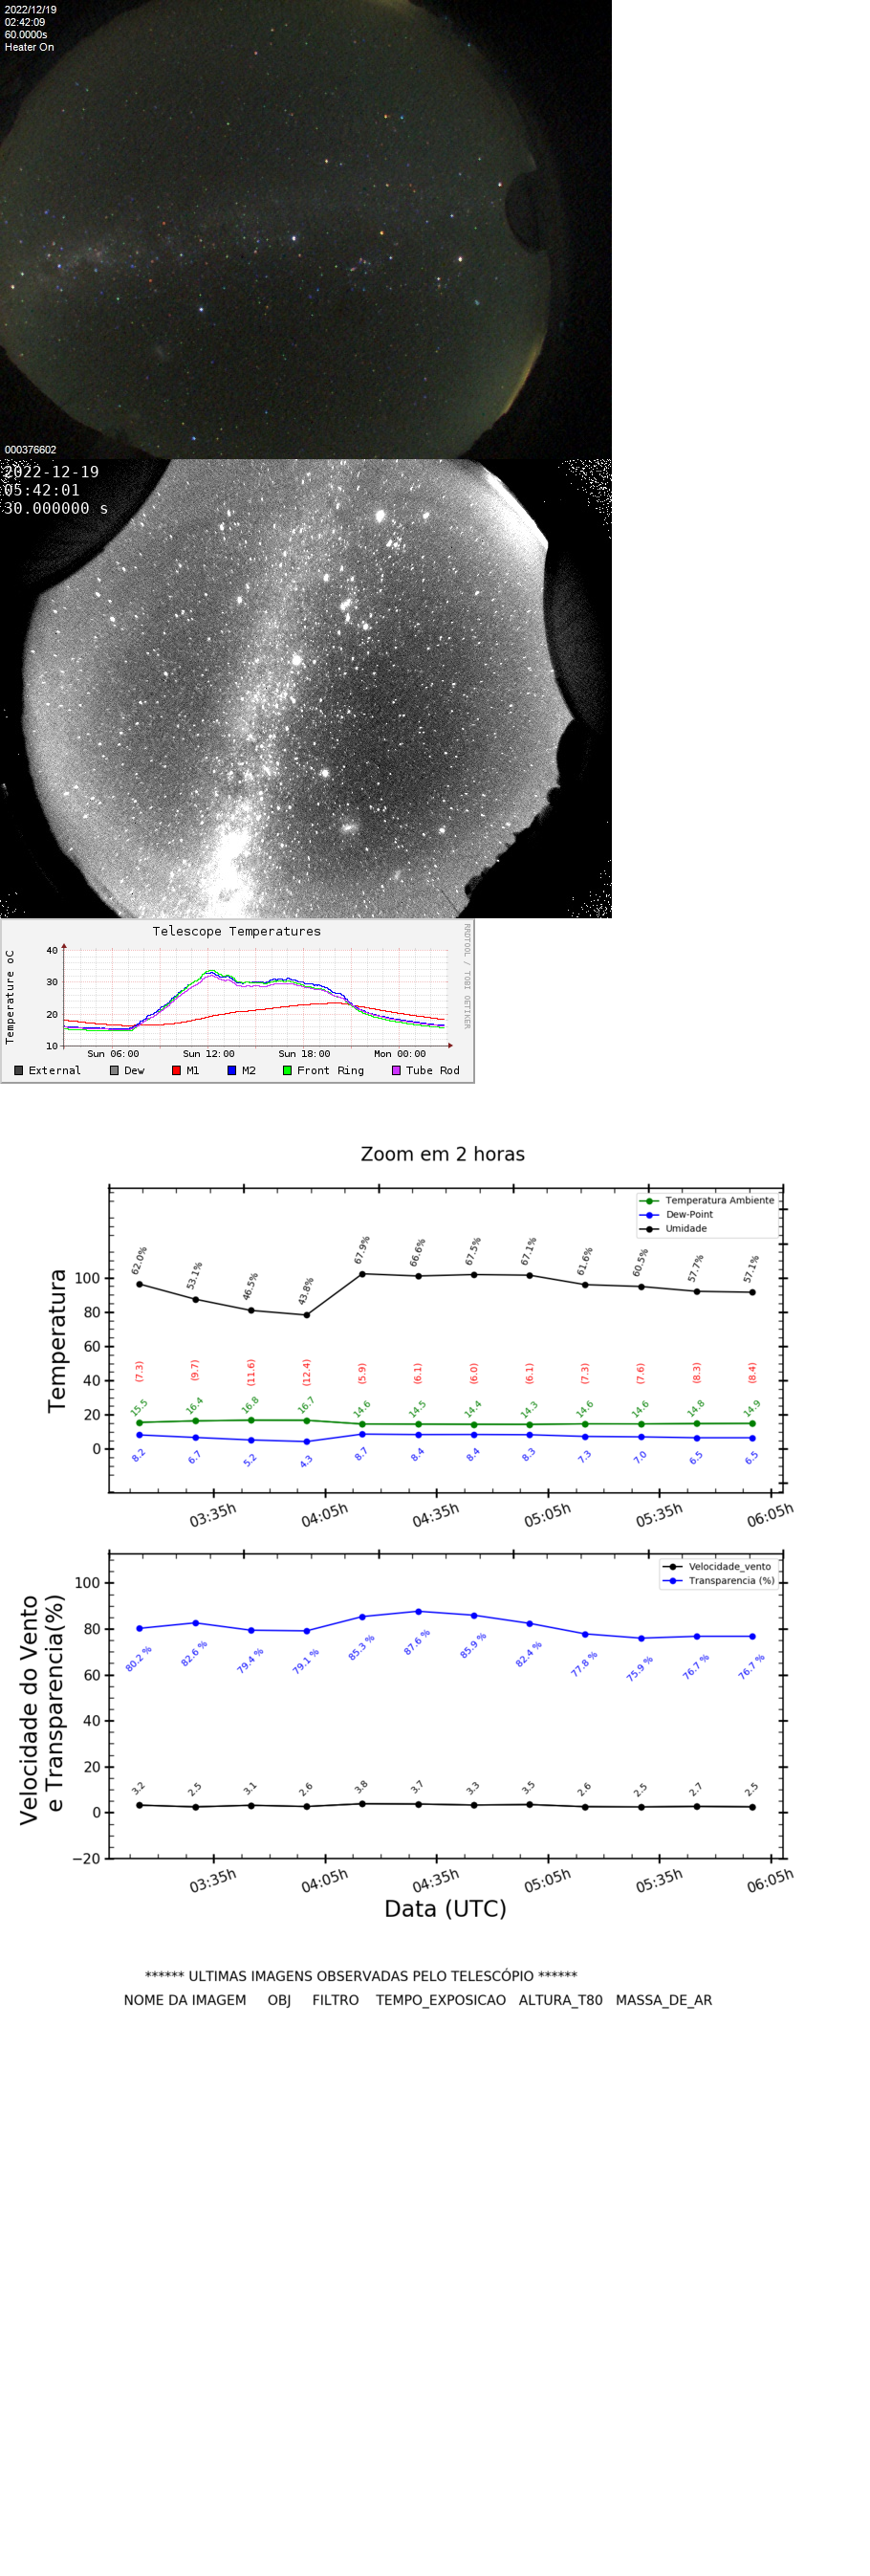 2022/12/19
02:42:09
60.0000s
Heater On
000376602
2022-12-19
05:42:01
30.000000 s
Telescope Temperatures
RRDTOOL / TOBI OETIKER
Temperature oC
40
30
20
10
Sun 06:00 Sun 12:00 Sun 18:00 Mon 00:00
External Dew M1 M2 Front Ring Tube Rod
Zoom em 2 horas
Temperatura Ambiente
Dew-Point
Umidade
Temperatura
100
80
60
40
20
0
62.0% 53.1% 46.5% 43.8% 67.9% 66.6% 67.5% 67.1% 61.6% 60.5% 57.7% 57.1%
(7.3) (9.7) (11.6) (12.4) (5.9) (6.1) (6.0) (6.1) (7.3) (7.6) (8.3) (8.4)
15.5 16.4 16.8 16.7 14.6 14.5 14.4 14.3 14.6 14.6 14.8 14.9
8.2 6.7 5.2 4.3 8.7 8.4 8.4 8.3 7.3 7.0 6.5 6.5
03:35h 04:05h 04:35h 05:05h 05:35h 06:05h
Velocidade_vento
Transparencia (%)
Velocidade do Vento
e Transparencia(%)
100
80
60
40
20
0
−20
80.2 % 82.6 % 79.4 % 79.1 % 85.3 % 87.6 % 85.9 % 82.4 % 77.8 % 75.9 % 76.7 % 76.7 %
3.2 2.5 3.1 2.6 3.8 3.7 3.3 3.5 2.6 2.5 2.7 2.5
03:35h 04:05h 04:35h 05:05h 05:35h 06:05h
Data (UTC)
****** ULTIMAS IMAGENS OBSERVADAS PELO TELESCÓPIO ******
NOME DA IMAGEM OBJ FILTRO TEMPO_EXPOSICAO ALTURA_T80 MASSA_DE_AR